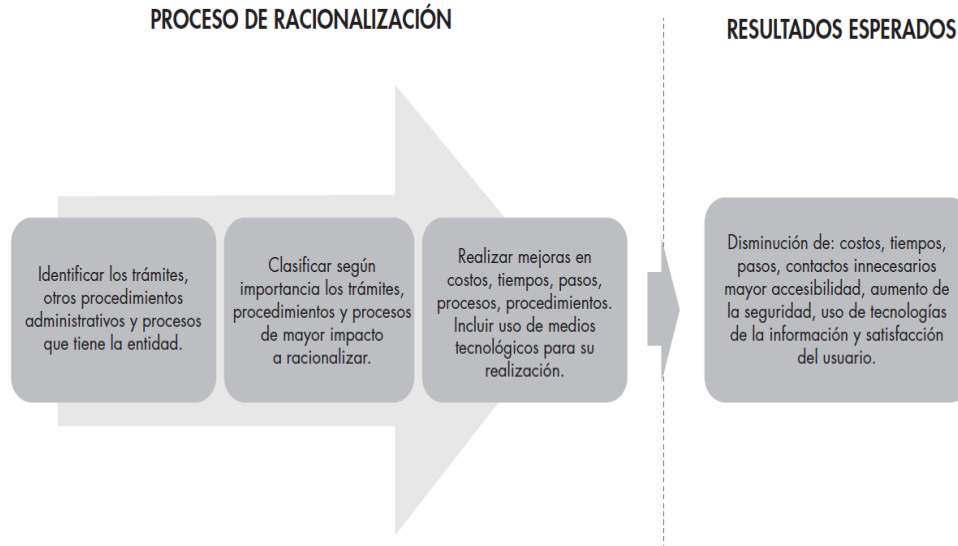 PROCESO DE RACIONALIZACIÓN
RESULTADOS ESPERADOS
Identificar los trámites,
otros procedimientos
administrativos y procesos
que tiene la entidad.
Clasificar según
importancia los trámites,
procedimientos y procesos
de mayor impacto
a racionalizar.
Realizar mejoras en
costos, tiempos, pasos,
procesos, procedimientos.
Incluir uso de medios
tecnológicos para su
realización.
Disminución de: costos, tiempos,
pasos, contactos innecesarios
mayor accesibilidad, aumento de
la seguridad, uso de tecnologías
de la información y satisfacción
del usuario.